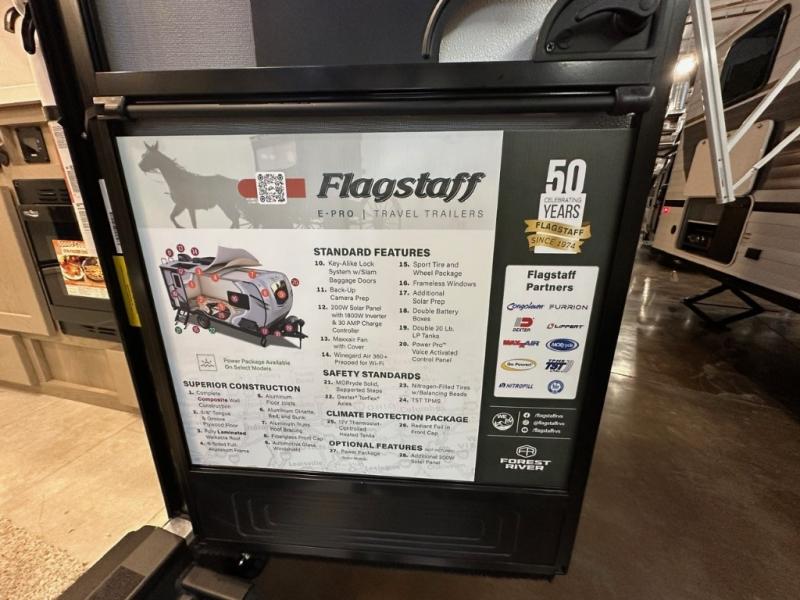 Flagstaff
E-PRO | TRAVEL TRAILERS
50
CELEBRATING
YEARS
FLAGSTAFF
SINCE 1974
STANDARD FEATURES
10. Key-Alike Lock
System w/Slam
Baggage Doors
11. Back-Up
Camera Prep
12. 200W Solar Panel
with 1800W Inverter
& 30 AMP Charge
Controller
13. Maxxair Fan
with Cover
14. Winegard Air 360+
Prepped for Wi-Fi
15. Sport Tire and
Wheel Package
16. Frameless Windows
17. Additional
Solar Prep
18. Double Battery
Boxes
19. Double 20 Lb.
LP Tanks
20. Power Pro™
Voice Activated
Control Panel
Power Package Available
On Select Models
SUPERIOR CONSTRUCTION
1. Complete
Composite Wall
Construction
2. 5/8" Tongue
& Groove
Plywood Floor
3. Fully Laminated
Walkable Roof
Aluminum Frame
5. Aluminum
Floor Joists
6. Aluminum Dinette,
Bed, and Bunk
7. Aluminum Truss
Roof Bracing
8. Fiberglass Front Cap
9. Automotive Glass
Windshield
SAFETY STANDARDS
21. MORryde Solid
Supported Steps
22. Dexter® Torflex®
Axles
23. Nitrogen-Filled Tires
w/Balancing Beads
24. TST TPMS
CLIMATE PROTECTION PACKAGE
25. 12V Thermostat-
Controlled
Heated Tanks
26. Radiant Foil in
Front Cap
OPTIONAL FEATURES
27. Power Package
28. Additional 200W
Solar Panel
Flagstaff
Partners
Congoleum
FURRION
DEXTER
LIPPERT
MAXXAIR
MORryde
Go Power!
TST
NITROFILL
/flagstaffrvs
@flagstaffrvs
/flagstaffrvs
FR
FOREST
RIVER